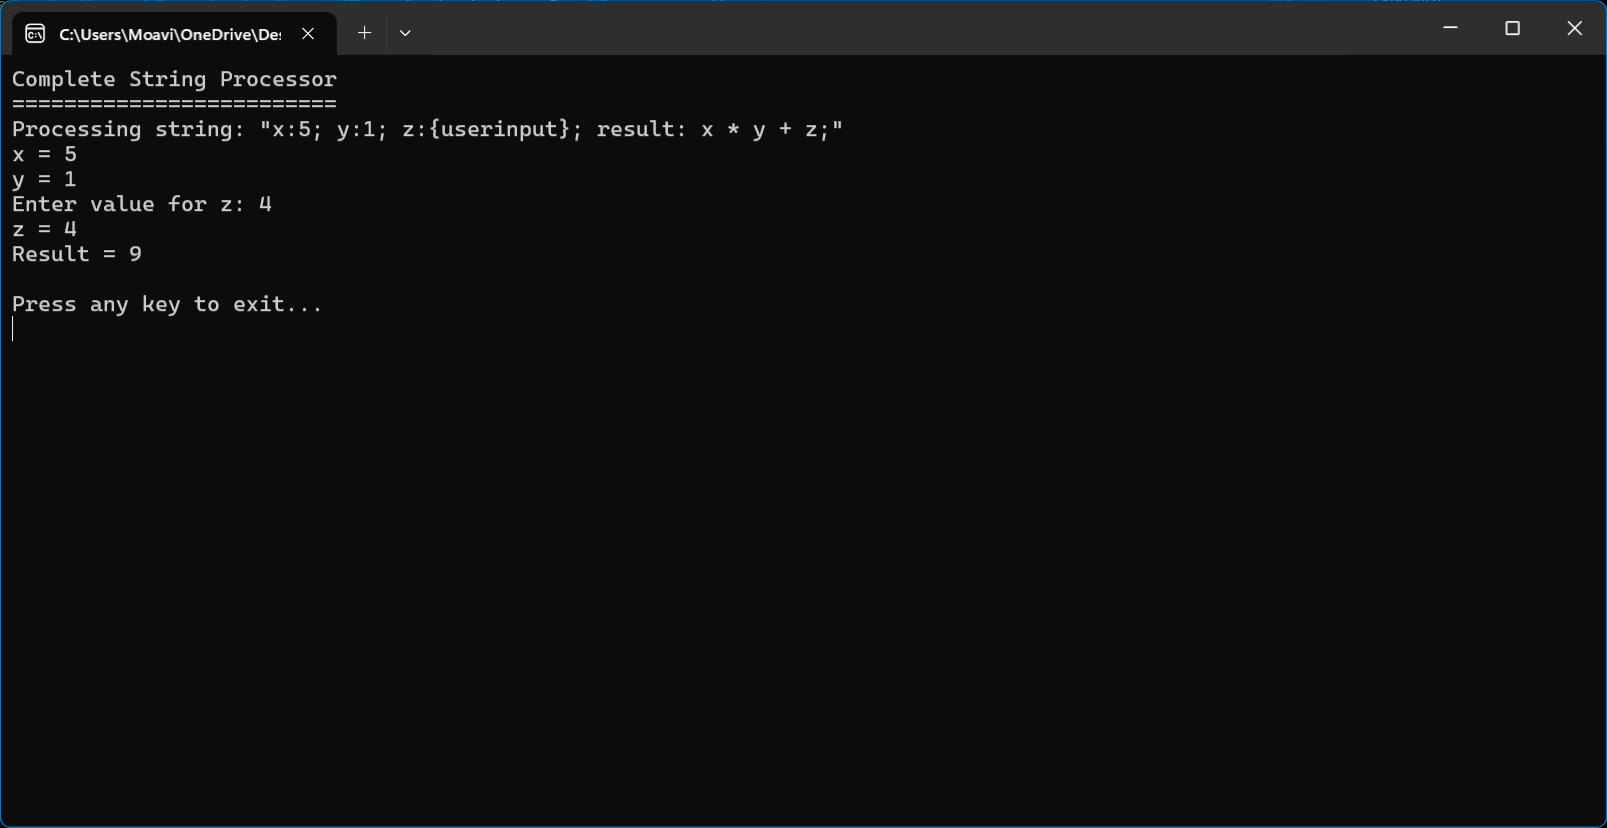 C:\Users\Moavi\OneDrive\Des
Complete String Processor
=========================
Processing string: "x:5; y:1; z:{userinput}; result: x * y + z;"
x = 5
y = 1
Enter value for z: 4
z = 4
Result = 9
Press any key to exit...